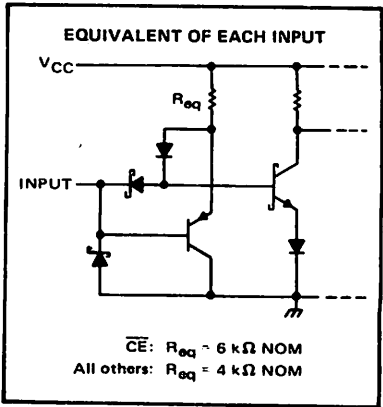 EQUIVALENT OF EACH INPUT
VCC
Req
INPUT
CE: Req = 6 kΩ NOM
All others: Req = 4 kΩ NOM